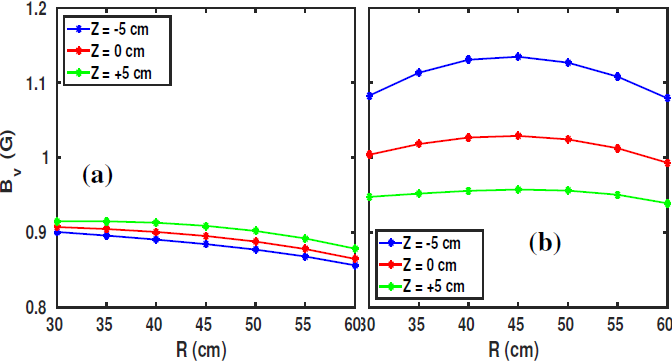 1.2
1.1
1
0.9
0.8
B_v (G)
Z = -5 cm
Z = 0 cm
Z = +5 cm
(a)
30 35 40 45 50 55 60
R (cm)
Z = -5 cm
Z = 0 cm
Z = +5 cm
(b)
30 35 40 45 50 55 60
R (cm)